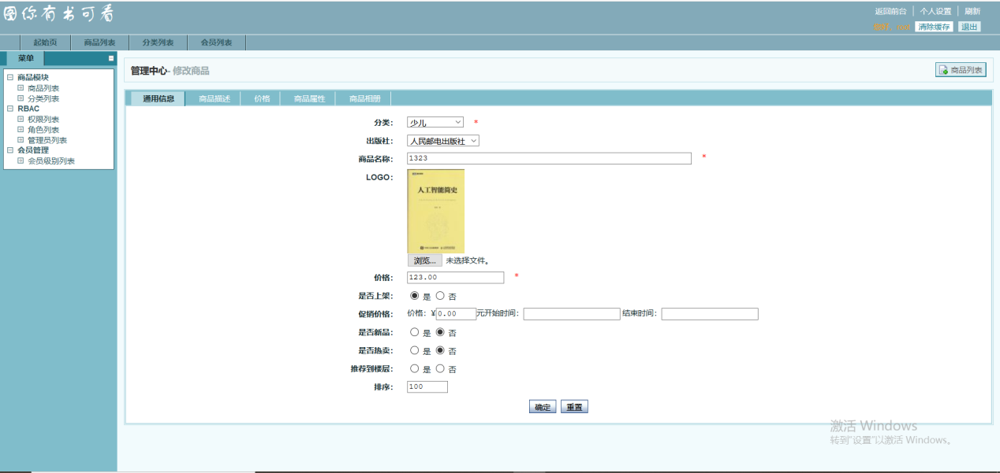 图你有书可看
返回前台 个人设置 刷新
root 清除缓存 退出
起始页 商品列表 分类列表 会员列表
菜单
商品模块
商品列表
分类列表
RBAC
权限列表
角色列表
管理员列表
会员管理
会员级别列表
管理中心- 修改商品
商品列表
通用信息 商品描述 价格 商品属性 商品相册
分类： 少儿 *
出版社： 人民邮电出版社
商品名称： 1323 *
LOGO：
人工智能简史
浏览... 未选择文件。
价格： 123.00 *
是否上架： 是 否
促销价格： 价格：￥0.00 元开始时间： 结束时间：
是否新品： 是 否
是否热卖： 是 否
推荐到楼层： 是 否
排序： 100
确定 重置
激活 Windows
转到"设置"以激活 Windows。